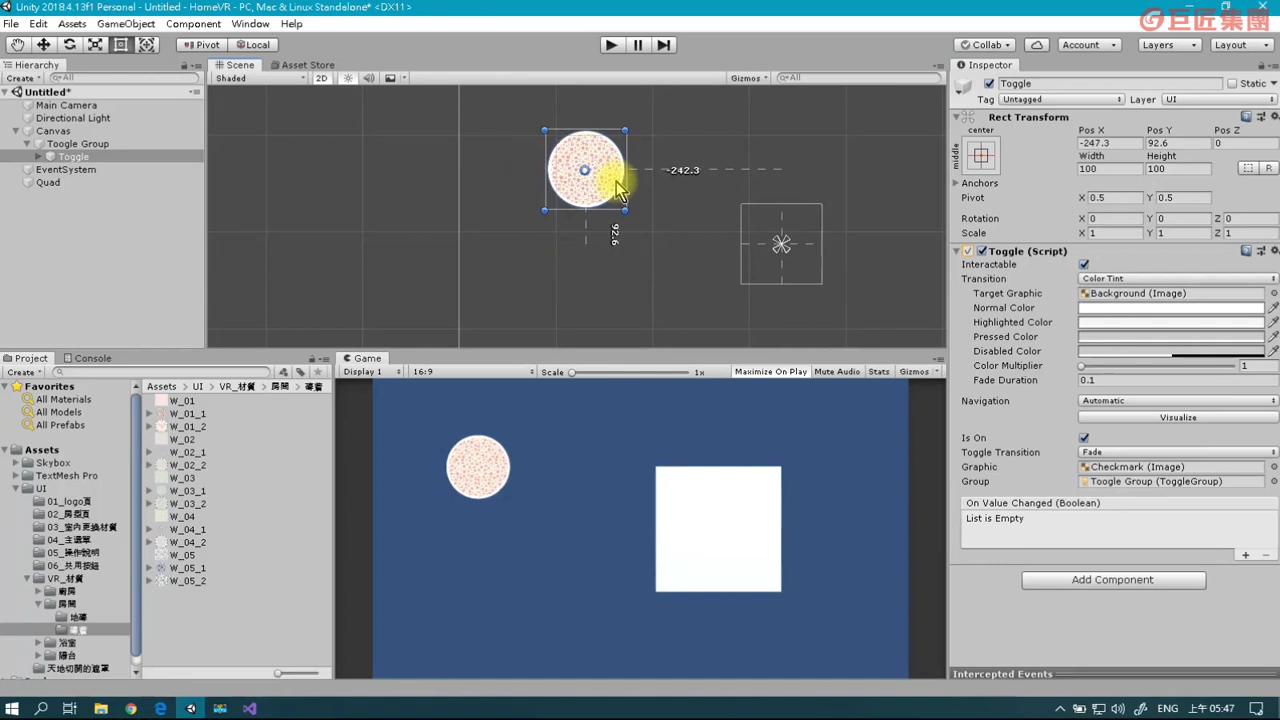 Unity 2018.4.13f1 Personal - Untitled - HomeVR - PC, Mac & Linux Standalone* <DX11>
巨匠集團
File Edit Assets GameObject Component Window Help
Pivot Local Collab Account Layers Layout
Hierarchy Scene Asset Store Inspector
Create All Shaded 2D Gizmos All Toggle Static
Untitled* Tag Untagged Layer UI
Main Camera
Directional Light Rect Transform
Canvas center Pos X Pos Y Pos Z
Toogle Group middle -247.3 92.6 0
Toggle Width Height
EventSystem 100 100 R
Quad -242.3 Anchors
92.6 Pivot X 0.5 Y 0.5
Rotation X 0 Y 0 Z 0
Scale X 1 Y 1 Z 1
Toggle (Script)
Interactable
Transition Color Tint
Target Graphic Background (Image)
Normal Color
Highlighted Color
Pressed Color
Disabled Color
Color Multiplier 1
Fade Duration 0.1
Navigation Automatic
Visualize
Is On
Toggle Transition Fade
Graphic Checkmark (Image)
Group Toogle Group (ToggleGroup)
On Value Changed (Boolean)
List is Empty
Add Component
Intercepted Events
Project Console Game
Create Display 1 16:9 Scale 1x Maximize On Play Mute Audio Stats Gizmos
Favorites
All Materials
All Models
All Prefabs
Assets
Skybox
TextMesh Pro
UI
01_logo頁
02_房型頁
03_室內更換材質
04_主選單
05_操作說明
06_共用按鈕
VR_材質
廚房
房間
地磚
浴室
陽台
天地切開的遮罩
Assets UI VR_材質 房間
W_01
W_01_1
W_01_2
W_02
W_02_1
W_02_2
W_03
W_03_1
W_03_2
W_04
W_04_1
W_04_2
W_05
W_05_1
W_05_2
ENG 上午 05:47